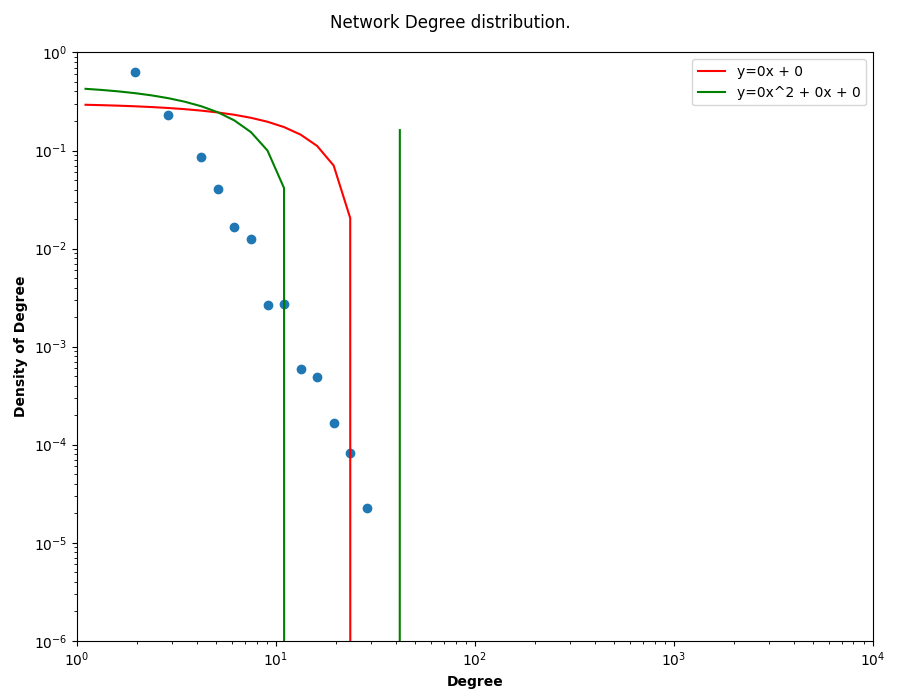 Network Degree distribution.
y=0x + 0
y=0x^2 + 0x + 0
Density of Degree
10^0
10^-1
10^-2
10^-3
10^-4
10^-5
10^-6
10^0
10^1
10^2
10^3
10^4
Degree